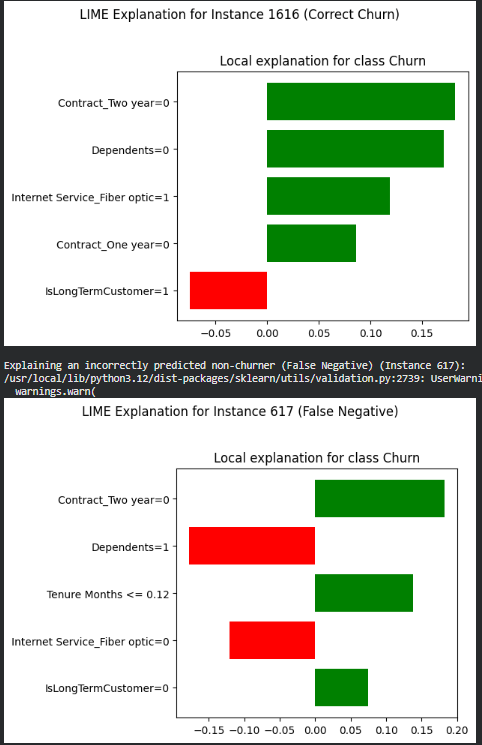 LIME Explanation for Instance 1616 (Correct Churn)
Local explanation for class Churn
Contract_Two year=0
Dependents=0
Internet Service_Fiber optic=1
Contract_One year=0
IsLongTermCustomer=1
−0.05 0.00 0.05 0.10 0.15
Explaining an incorrectly predicted non-churner (False Negative) (Instance 617):
/usr/local/lib/python3.12/dist-packages/sklearn/utils/validation.py:2739: UserWarni
warnings.warn(
LIME Explanation for Instance 617 (False Negative)
Local explanation for class Churn
Contract_Two year=0
Dependents=1
Tenure Months <= 0.12
Internet Service_Fiber optic=0
IsLongTermCustomer=0
−0.15 −0.10 −0.05 0.00 0.05 0.10 0.15 0.20